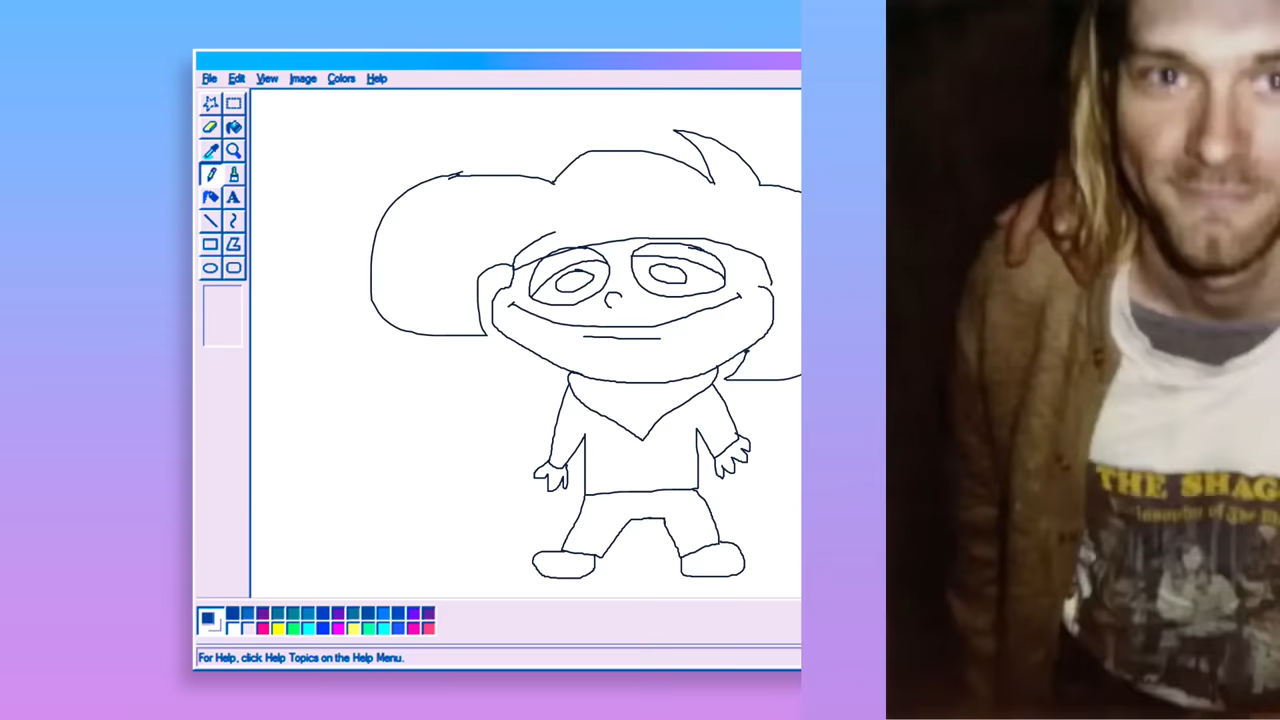 File Edit View Image Colors Help
A
THE SHAG
For Help, click Help Topics on the Help Menu.